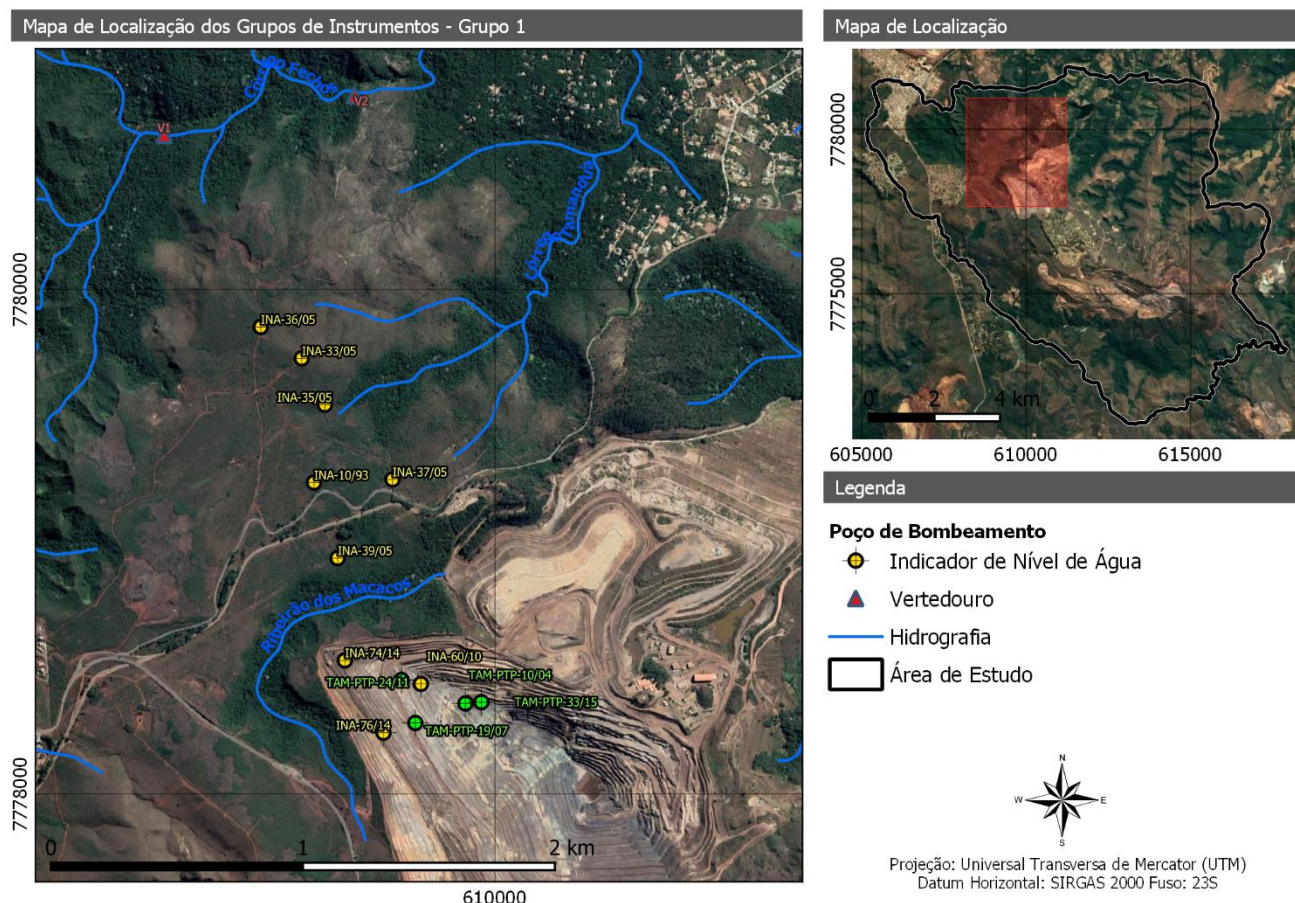 Mapa de Localização dos Grupos de Instrumentos - Grupo 1
Córrego Fechos
V2
V1
Córrego Tramandua
7780000
INA-36/05
INA-33/05
INA-35/05
INA-10/93
INA-37/05
INA-39/05
Ribeirão dos Macacos
INA-74/14
INA-60/10
TAM-PTP-24/11
TAM-PTP-10/04
TAM-PTP-33/15
INA-76/14
TAM-PTP-19/07
7778000
0 1 2 km
610000
Mapa de Localização
7780000
7775000
0 2 4 km
605000 610000 615000
Legenda
Poço de Bombeamento
Indicador de Nível de Água
Vertedouro
Hidrografia
Área de Estudo
N
W E
S
Projeção: Universal Transversa de Mercator (UTM)
Datum Horizontal: SIRGAS 2000 Fuso: 23S